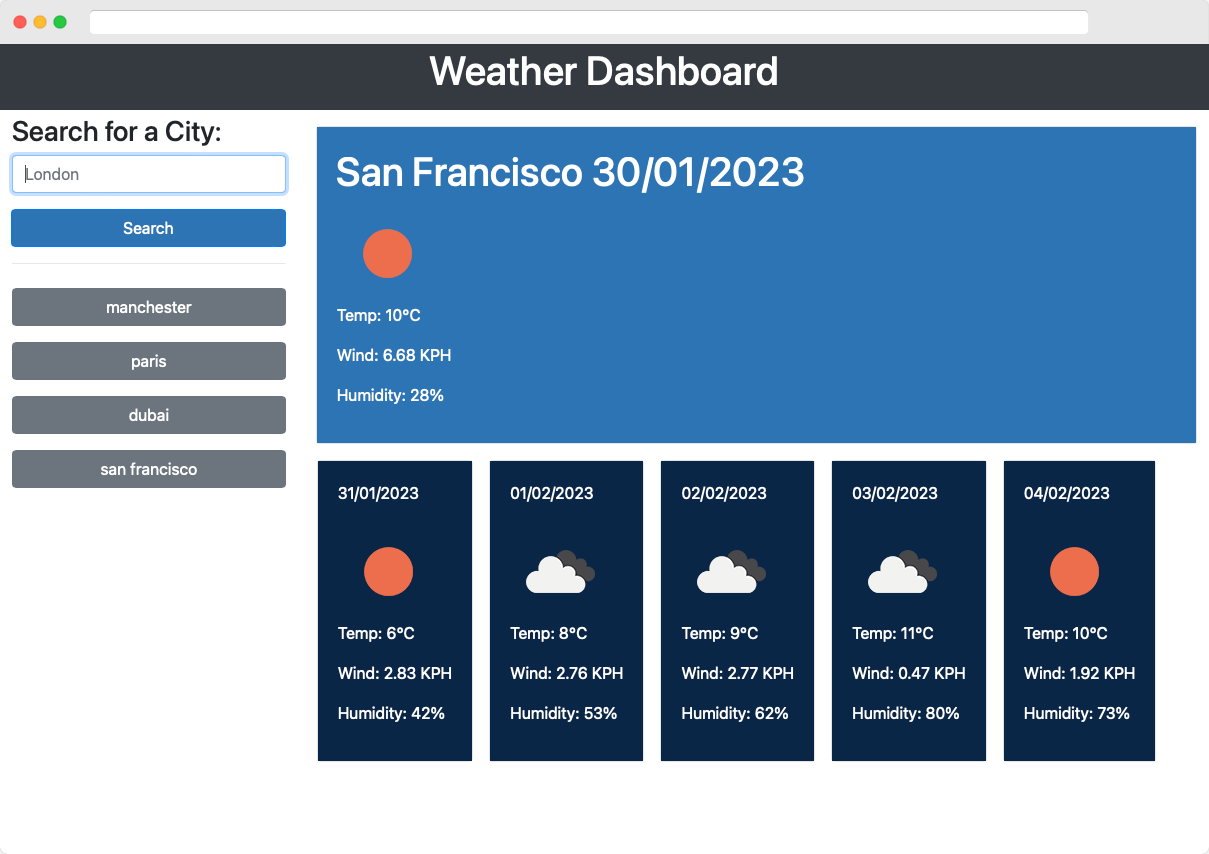 Weather Dashboard
Search for a City:
London
Search
manchester
paris
dubai
san francisco
San Francisco 30/01/2023
Temp: 10°C
Wind: 6.68 KPH
Humidity: 28%
31/01/2023
Temp: 6°C
Wind: 2.83 KPH
Humidity: 42%
01/02/2023
Temp: 8°C
Wind: 2.76 KPH
Humidity: 53%
02/02/2023
Temp: 9°C
Wind: 2.77 KPH
Humidity: 62%
03/02/2023
Temp: 11°C
Wind: 0.47 KPH
Humidity: 80%
04/02/2023
Temp: 10°C
Wind: 1.92 KPH
Humidity: 73%